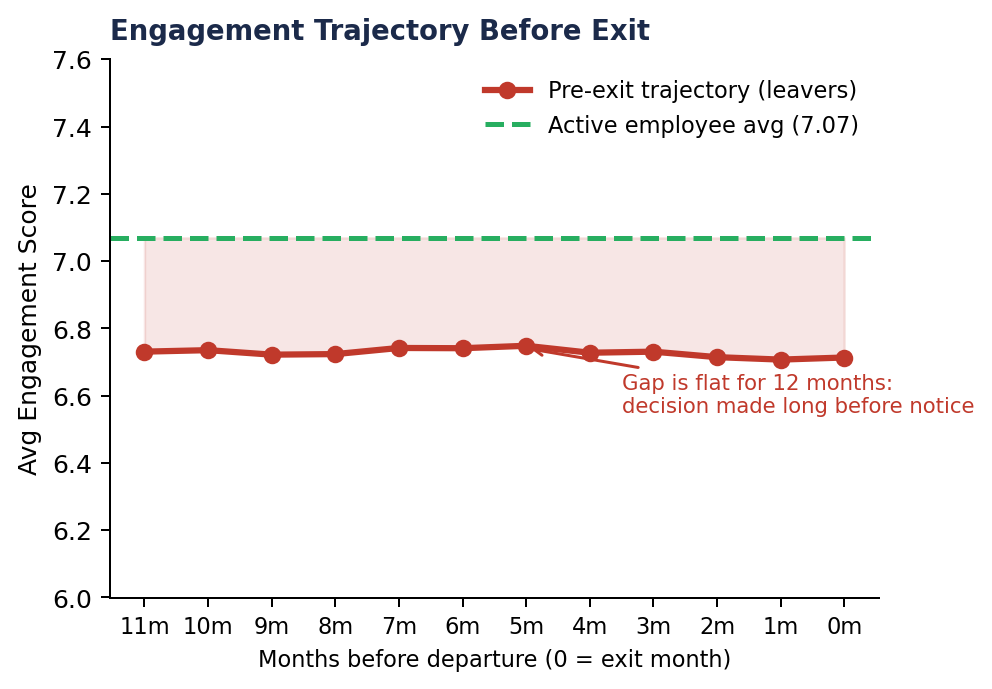 Engagement Trajectory Before Exit
Avg Engagement Score
7.6
7.4
7.2
7.0
6.8
6.6
6.4
6.2
6.0
Pre-exit trajectory (leavers)
Active employee avg (7.07)
Gap is flat for 12 months:
decision made long before notice
11m 10m 9m 8m 7m 6m 5m 4m 3m 2m 1m 0m
Months before departure (0 = exit month)